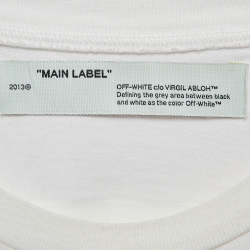 2013® "MAIN LABEL" OFF-WHITE c/o VIRGIL ABLOH™
Defining the grey area between black
and white as the color Off-White™